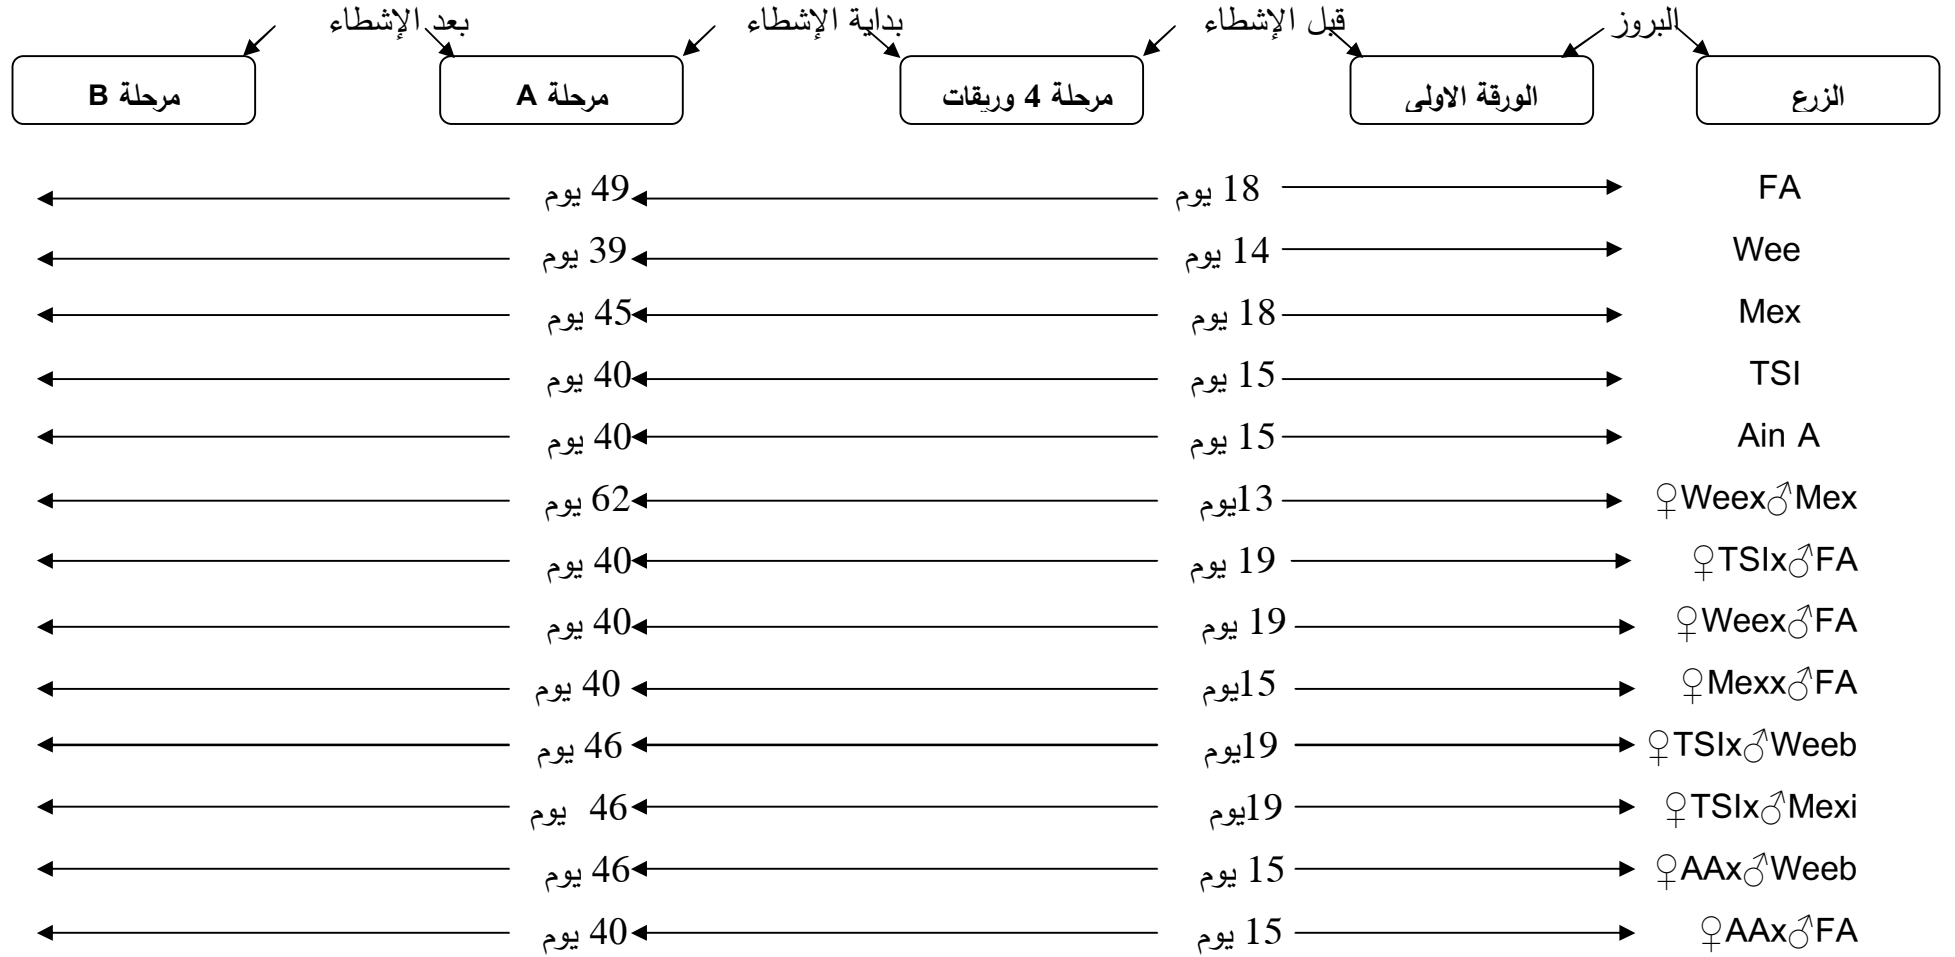 البروز قبل الإشطاء بداية الإشطاء بعد الإشطاء
الزرع الورقة الاولى مرحلة 4 وريقات مرحلة A مرحلة B
FA 18 يوم 49 يوم
Wee 14 يوم 39 يوم
Mex 18 يوم 45 يوم
TSI 15 يوم 40 يوم
Ain A 15 يوم 40 يوم
♀Weex♂Mex 13يوم 62 يوم
♀TSIx♂FA 19 يوم 40 يوم
♀Weex♂FA 19 يوم 40 يوم
♀Mexx♂FA 15يوم 40 يوم
♀TSIx♂Weeb 19يوم 46 يوم
♀TSIx♂Mexi 19يوم 46 يوم
♀AAx♂Weeb 15 يوم 46 يوم
♀AAx♂FA 15 يوم 40 يوم